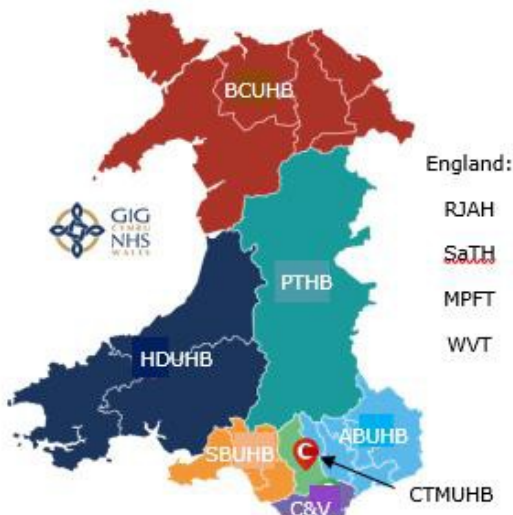 BCUHB
England:
RJAH
SaTH
MPFT
WVT
GIG
CYMRU
NHS
WALES
PTHB
HDUHB
SBUHB
C
ABUHB
CTMUHB
C&V